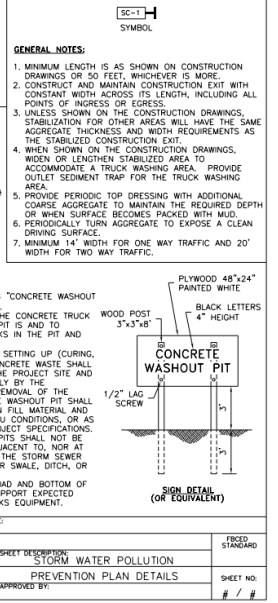 SC-1
SYMBOL
GENERAL NOTES:
1. MINIMUM LENGTH IS AS SHOWN ON CONSTRUCTION
DRAWINGS OR 50 FEET, WHICHEVER IS MORE.
2. CONSTRUCT AND MAINTAIN CONSTRUCTION EXIT WITH
CONSTANT WIDTH ACROSS ITS LENGTH, INCLUDING ALL
POINTS OF INGRESS OR EGRESS.
3. UNLESS SHOWN ON THE CONSTRUCTION DRAWINGS,
STABILIZATION FOR OTHER AREAS WILL HAVE THE SAME
AGGREGATE THICKNESS AND WIDTH REQUIREMENTS AS
THE STABILIZED CONSTRUCTION EXIT.
4. WHEN SHOWN ON THE CONSTRUCTION DRAWINGS,
WIDEN OR LENGTHEN STABILIZED AREA TO
ACCOMMODATE A TRUCK WASHING AREA. PROVIDE
OUTLET SEDIMENT TRAP FOR THE TRUCK WASHING
AREA.
5. PROVIDE PERIODIC TOP DRESSING WITH ADDITIONAL
COARSE AGGREGATE TO MAINTAIN THE REQUIRED DEPTH
OR WHEN SURFACE BECOMES PACKED WITH MUD.
6. PERIODICALLY TURN AGGREGATE TO EXPOSE A CLEAN
DRIVING SURFACE.
7. MINIMUM 14' WIDTH FOR ONE WAY TRAFFIC AND 20'
WIDTH FOR TWO WAY TRAFFIC.
S "CONCRETE WASHOUT
HE CONCRETE TRUCK
PIT IS AND TO
KS IN THE PIT AND
SETTING UP (CURING,
NCRETE WASTE SHALL
HE PROJECT SITE AND
LY BY THE
EMOVAL OF THE
E WASHOUT PIT SHALL
N FILL MATERIAL AND
U CONDITIONS, OR AS
JECT SPECIFICATIONS.
PITS SHALL NOT BE
JACENT TO, NOR AT
THE STORM SEWER
R SWALE, DITCH, OR
OAD AND BOTTOM OF
PPORT EXPECTED
KS EQUIPMENT.
PLYWOOD 48"x24"
PAINTED WHITE
WOOD POST
3"x3"x8'
BLACK LETTERS
4" HEIGHT
CONCRETE
WASHOUT PIT
1/2" LAG
SCREW
3'
3'
SIGN DETAIL
(OR EQUIVALENT)
FBCED
STANDARD
SHEET DESCRIPTION:
STORM WATER POLLUTION
PREVENTION PLAN DETAILS
SHEET NO:
APPROVED BY:
# / #